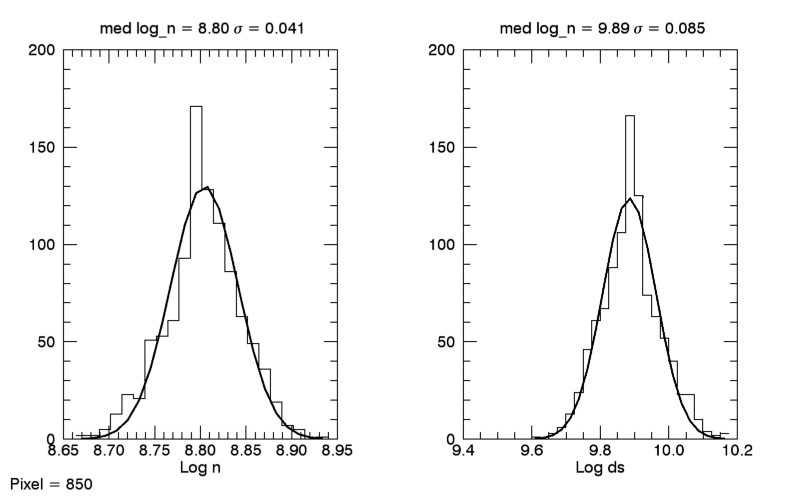 med log_n = 8.80 σ = 0.041
200
150
100
50
0
8.65 8.70 8.75 8.80 8.85 8.90 8.95
Log n
med log_n = 9.89 σ = 0.085
200
150
100
50
0
9.4 9.6 9.8 10.0 10.2
Log ds
Pixel = 850